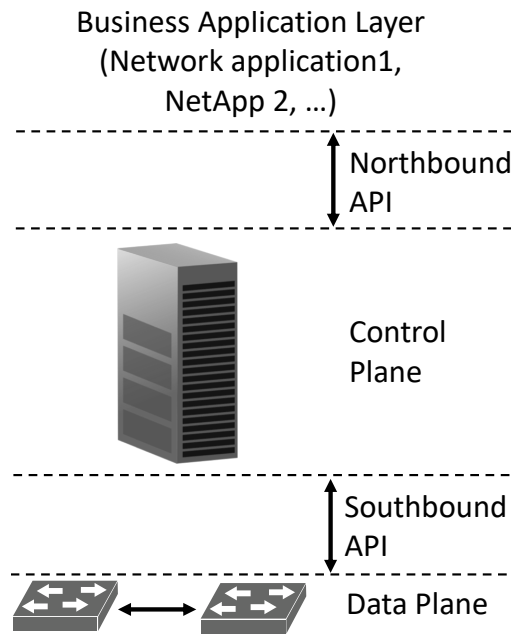 Business Application Layer
(Network application1,
NetApp 2, ...)
Northbound
API
Control
Plane
Southbound
API
Data Plane